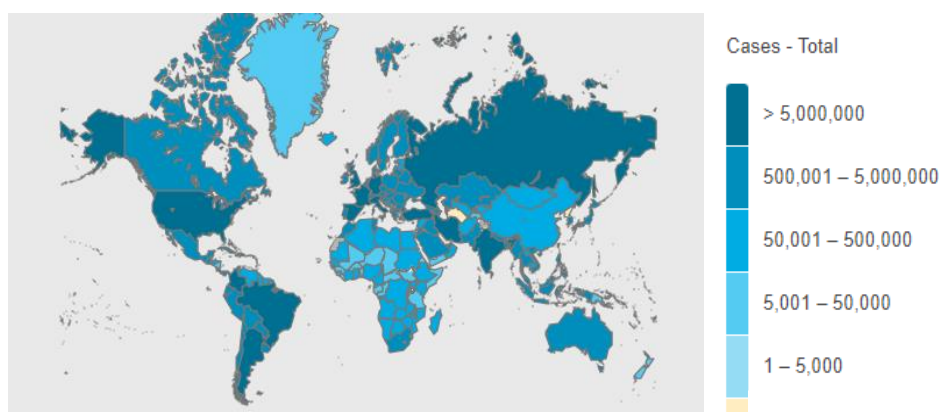 Cases - Total
> 5,000,000
500,001 – 5,000,000
50,001 – 500,000
5,001 – 50,000
1 – 5,000